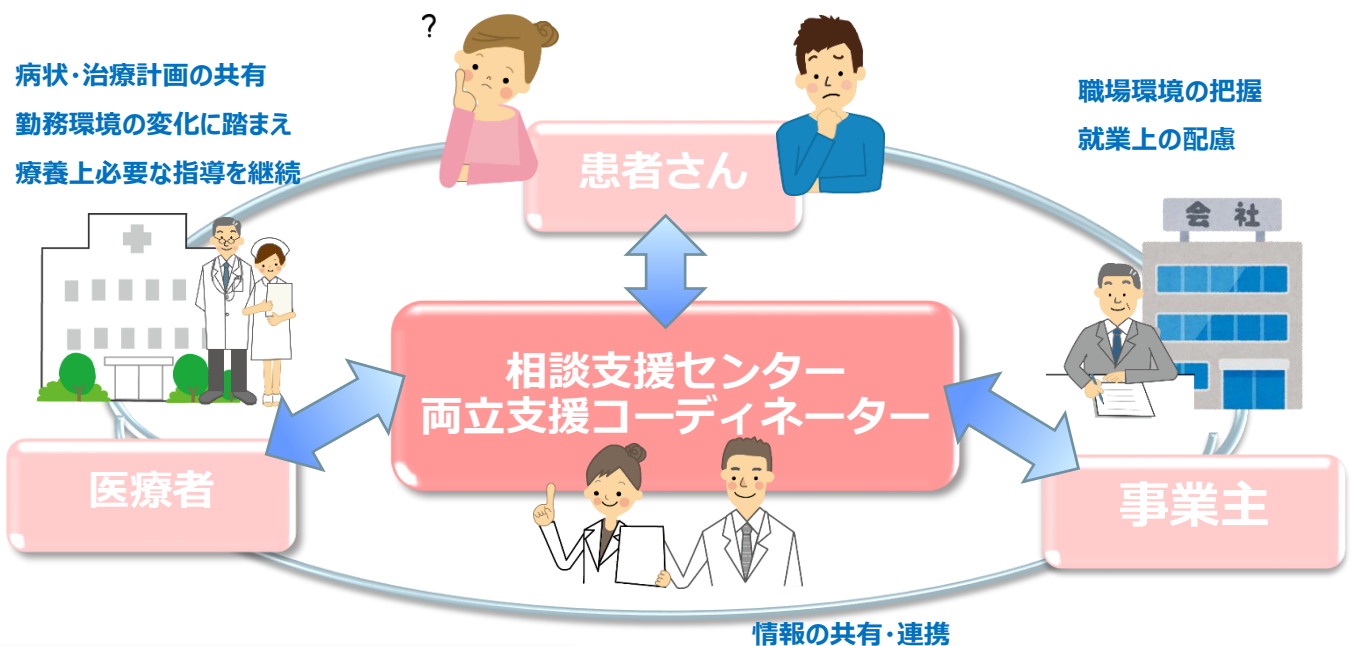 ?
病状・治療計画の共有
勤務環境の変化に踏まえ
療養上必要な指導を継続
職場環境の把握
就業上の配慮
患者さん
会社
相談支援センター
両立支援コーディネーター
医療者
事業主
情報の共有・連携